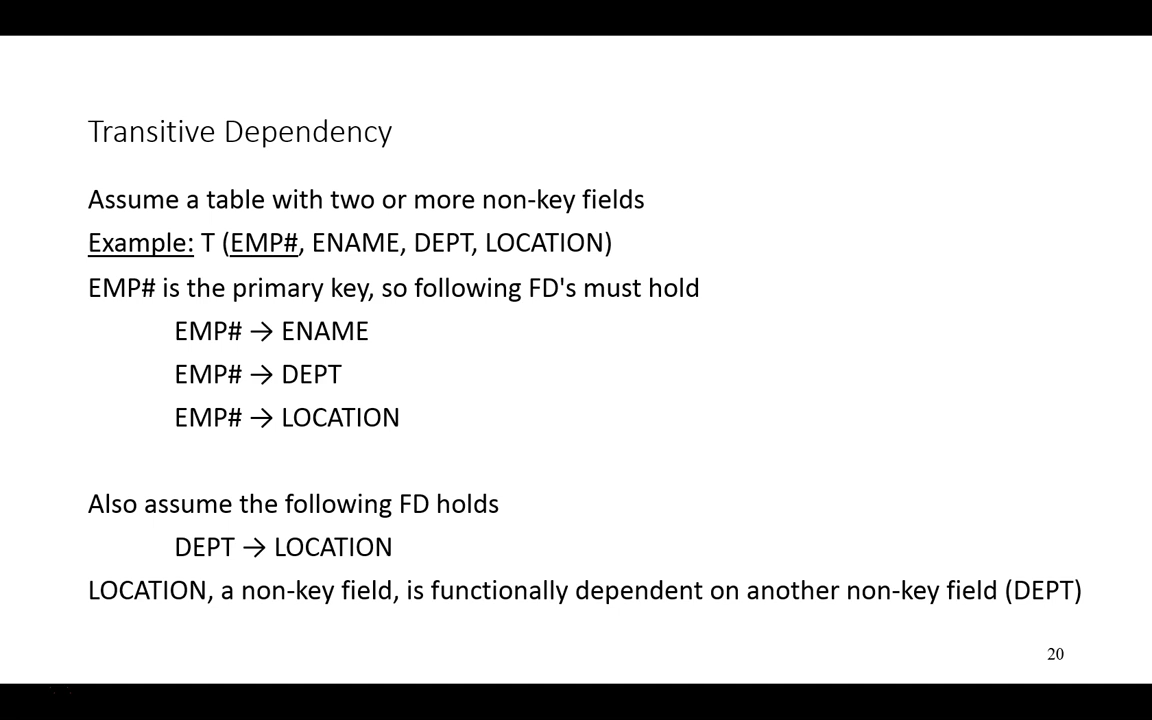 Transitive Dependency
Assume a table with two or more non-key fields
Example: T (EMP#, ENAME, DEPT, LOCATION)
EMP# is the primary key, so following FD's must hold
EMP# → ENAME
EMP# → DEPT
EMP# → LOCATION
Also assume the following FD holds
DEPT → LOCATION
LOCATION, a non-key field, is functionally dependent on another non-key field (DEPT)
20